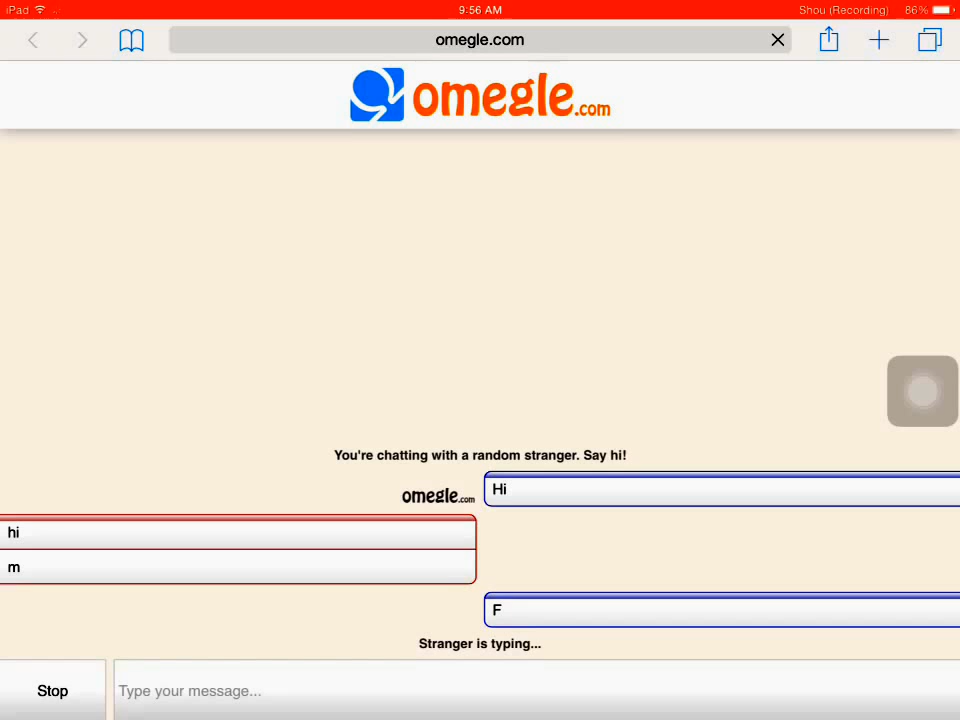 iPad 9:56 AM Shou (Recording) 86%
omegle.com
omegle.com
You're chatting with a random stranger. Say hi!
omegle.com Hi
hi
m
F
Stranger is typing...
Stop Type your message...